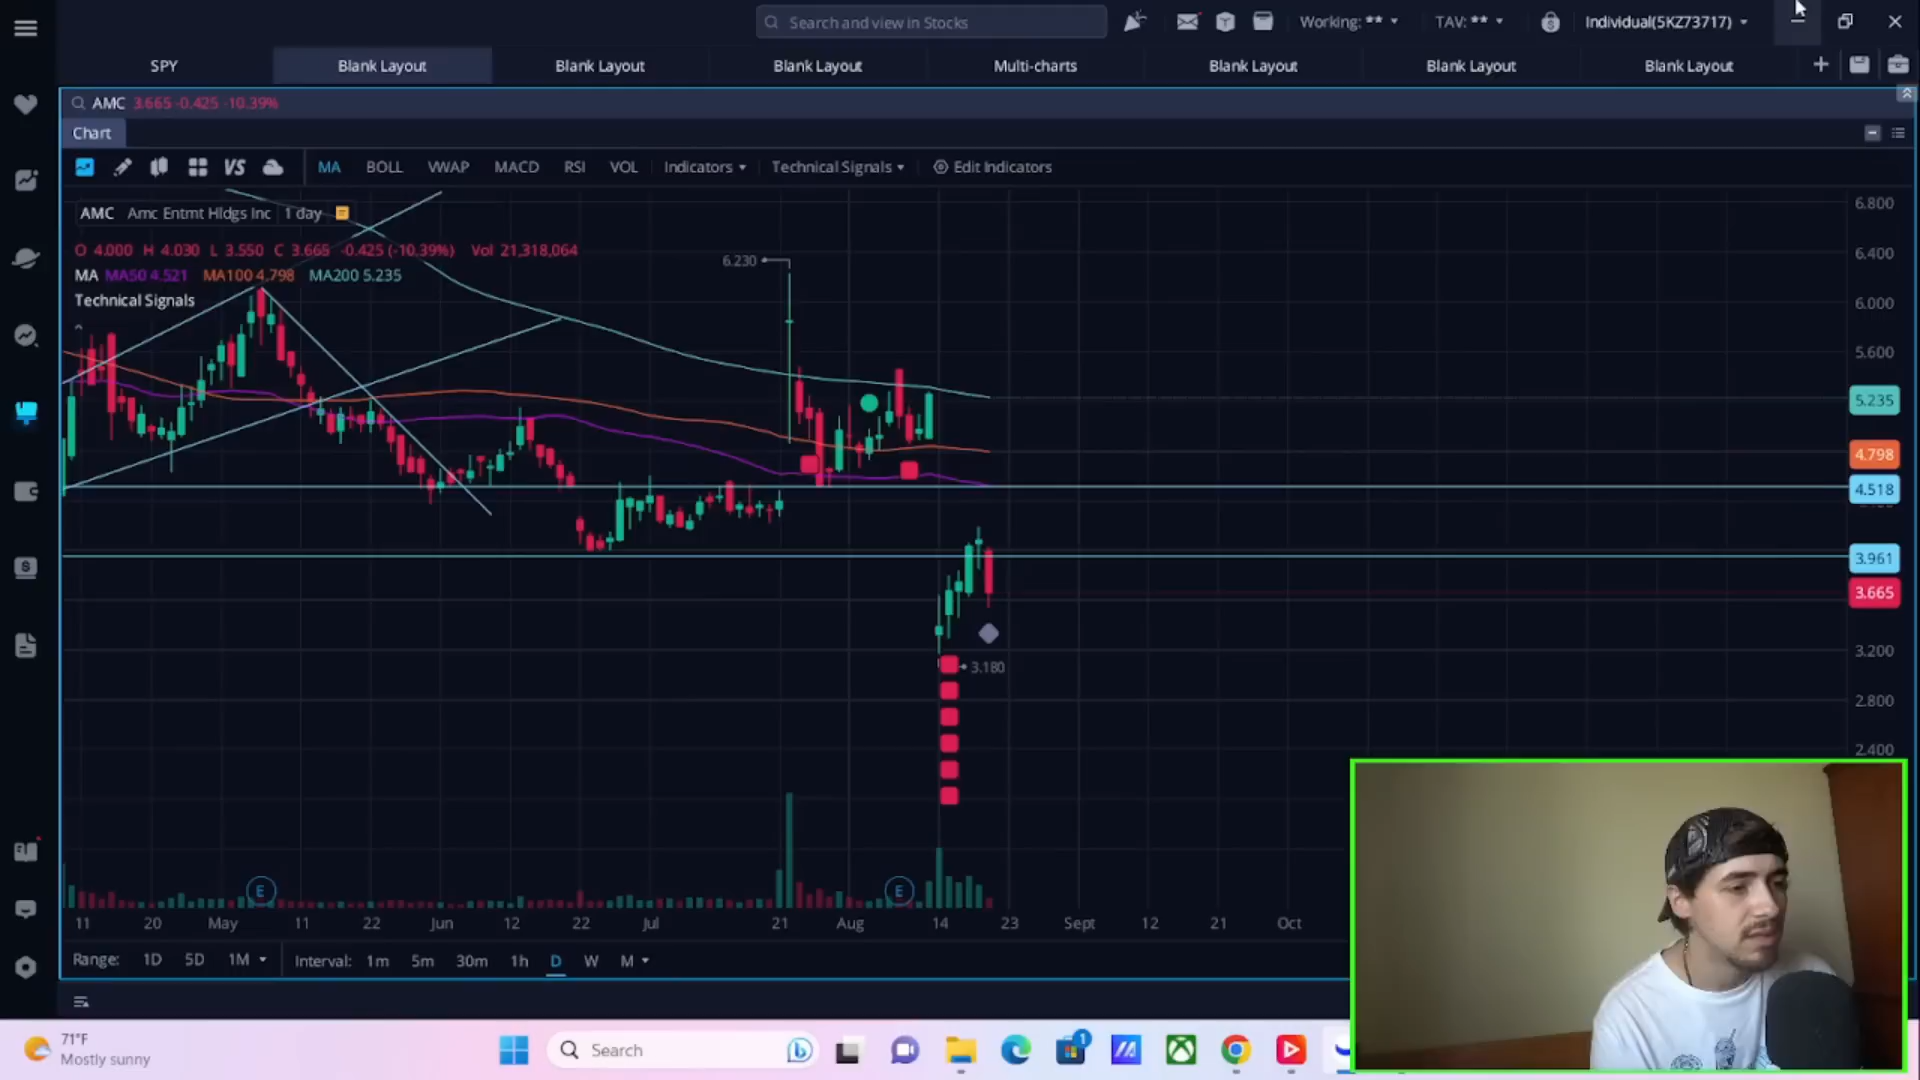 Search and view in Stocks
Working: **
TAV: **
Individual(5KZ73717)
SPY
Blank Layout
Blank Layout
Blank Layout
Multi-charts
Blank Layout
Blank Layout
Blank Layout
AMC 3.665 -0.425 -10.39%
Chart
VS
MA
BOLL
VWAP
MACD
RSI
VOL
Indicators
Technical Signals
Edit Indicators
AMC Amc Entmt Hldgs Inc 1 day
O 4.000 H 4.030 L 3.550 C 3.665 -0.425 (-10.39%) Vol 21,318,064
MA MA50 4.521 MA100 4.798 MA200 5.235
Technical Signals
6.230
3.180
6.800
6.400
6.000
5.600
5.235
4.798
4.518
3.961
3.665
3.200
2.800
2.400
E
E
11
20
May
11
22
Jun
12
22
Jul
21
Aug
14
23
Sept
12
21
Oct
Range:
1D
5D
1M
Interval:
1m
5m
30m
1h
D
W
M
71°F
Mostly sunny
Search
1